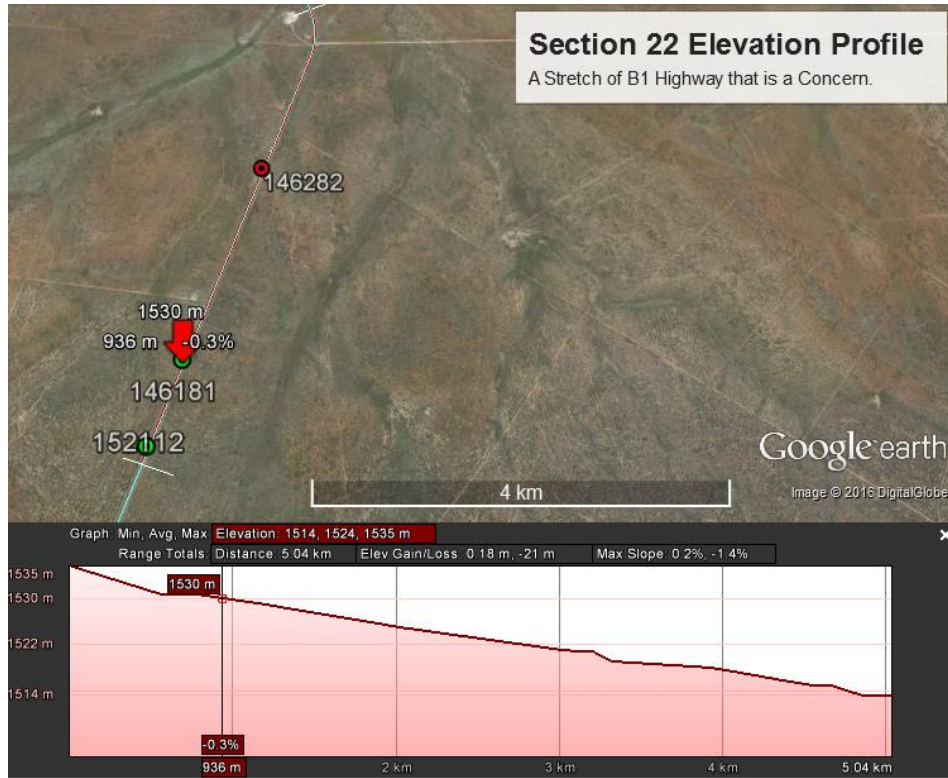 Section 22 Elevation Profile
A Stretch of B1 Highway that is a Concern.
146282
1530 m
936 m -0.3%
146181
152112
Google earth
4 km
Image © 2016 DigitalGlobe
Graph: Min, Avg, Max Elevation: 1514, 1524, 1535 m
Range Totals: Distance: 5.04 km Elev Gain/Loss: 0.18 m, -21 m Max Slope: 0.2%, -1.4%
1535 m
1530 m
1530 m
1522 m
1514 m
-0.3%
936 m 2 km 3 km 4 km 5.04 km